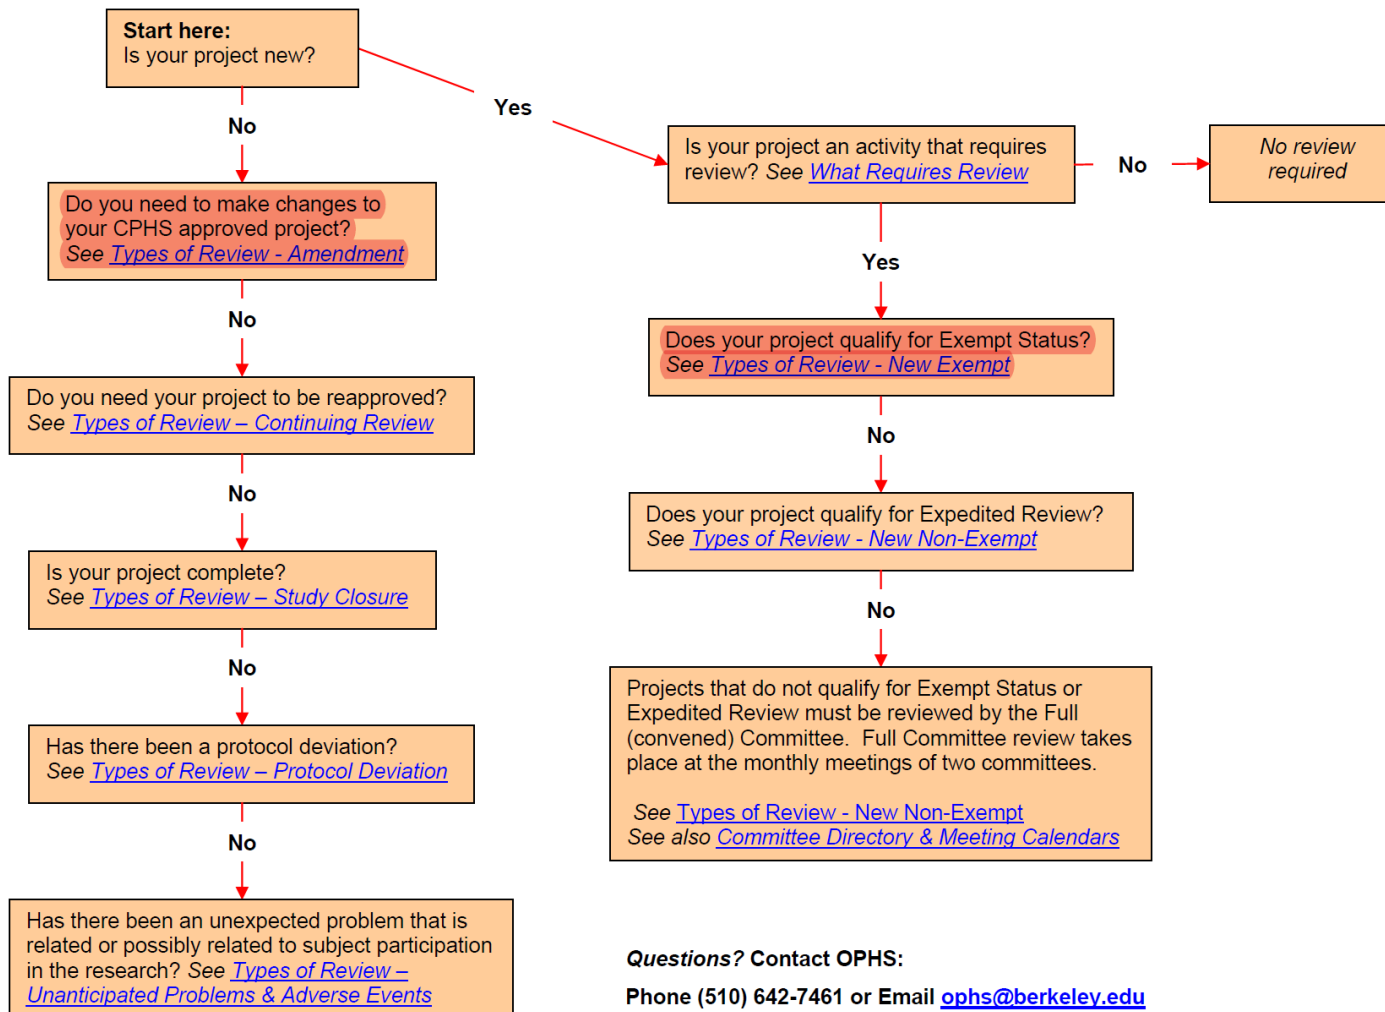 Start here:
Is your project new?
Yes
No
Is your project an activity that requires
review? See What Requires Review
No
No review
required
Do you need to make changes to
your CPHS approved project?
See Types of Review - Amendment
Yes
No
Does your project qualify for Exempt Status?
See Types of Review - New Exempt
Do you need your project to be reapproved?
See Types of Review – Continuing Review
No
No
Does your project qualify for Expedited Review?
See Types of Review - New Non-Exempt
Is your project complete?
See Types of Review – Study Closure
No
No
Projects that do not qualify for Exempt Status or
Expedited Review must be reviewed by the Full
(convened) Committee.  Full Committee review takes
place at the monthly meetings of two committees.
See Types of Review - New Non-Exempt
See also Committee Directory & Meeting Calendars
Has there been a protocol deviation?
See Types of Review – Protocol Deviation
No
Has there been an unexpected problem that is
related or possibly related to subject participation
in the research? See Types of Review –
Unanticipated Problems & Adverse Events
Questions? Contact OPHS:
Phone (510) 642-7461 or Email ophs@berkeley.edu